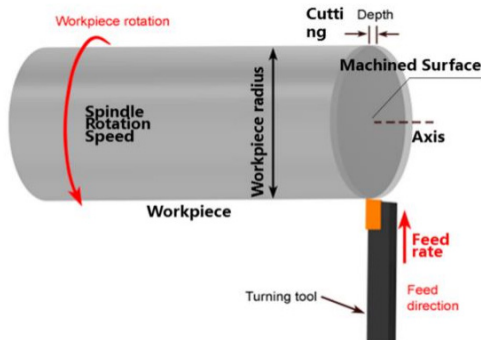 Workpiece rotation
Cutti
ng
Depth
Machined Surface
Spindle
Rotation
Speed
Workpiece radius
Axis
Workpiece
Feed
rate
Turning tool
Feed
direction